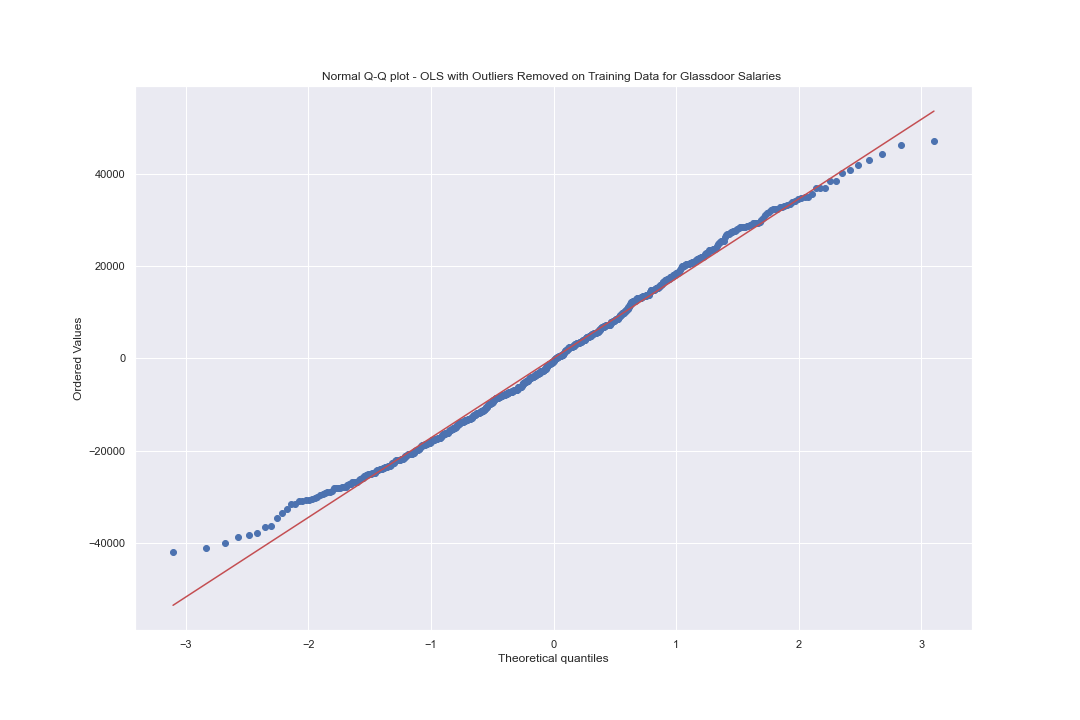 Normal Q-Q plot - OLS with Outliers Removed on Training Data for Glassdoor Salaries
Ordered Values
40000
20000
0
−20000
−40000
−3 −2 −1 0 1 2 3
Theoretical quantiles